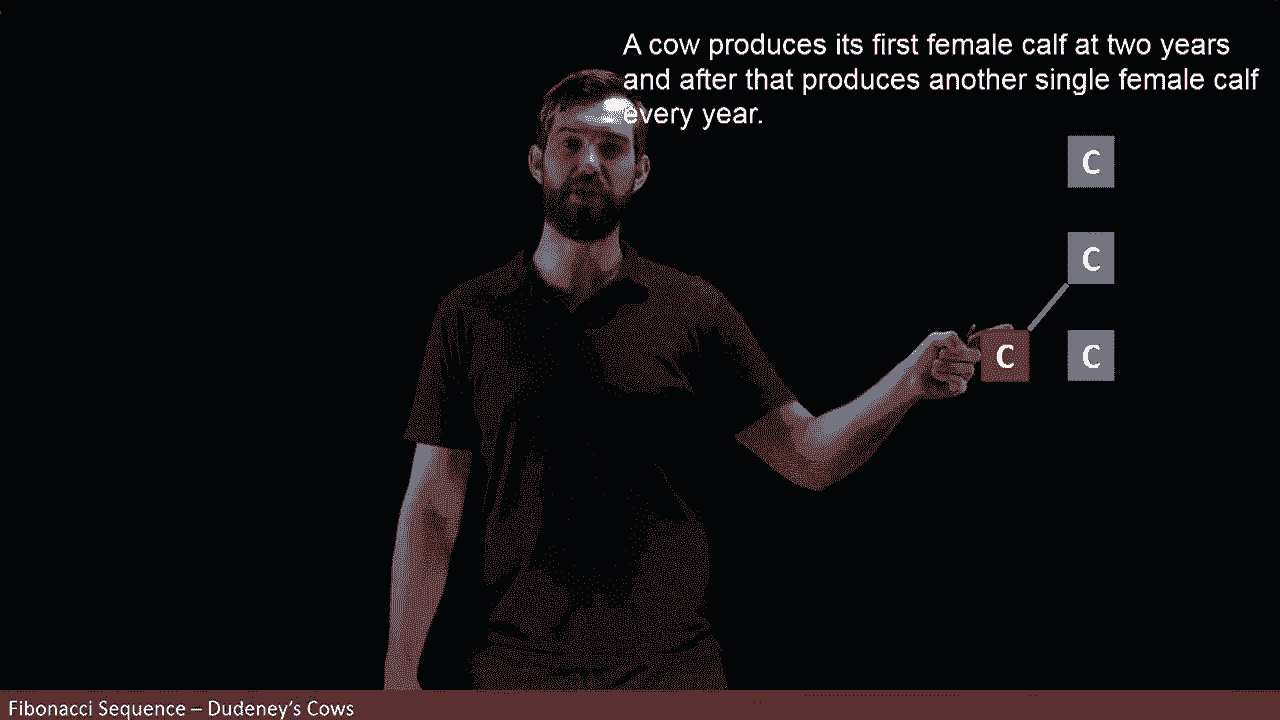 A cow produces its first female calf at two years
and after that produces another single female calf
every year.
C
C
C C
Fibonacci Sequence – Dudeney's Cows